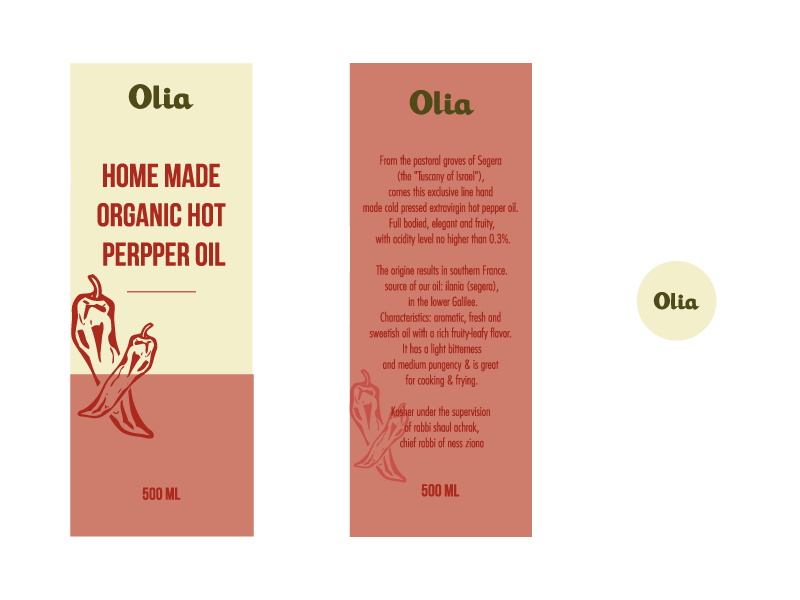 Olia
HOME MADE
ORGANIC HOT
PERPPER OIL
500 ML
Olia
From the pastoral groves of Segera
(the "Tuscany of Israel"),
comes this exclusive line hand
made cold pressed extravirgin hot pepper oil.
Full bodied, elegant and fruity,
with acidity level no higher than 0.3%.
The origine results in southern France.
source of our oil: ilania (segera),
in the lower Galilee.
Characteristics: aromatic, fresh and
sweetish oil with a rich fruity-leafy flavor.
It has a light bitterness
and medium pungency & is great
for cooking & frying.
Kosher under the supervision
of rabbi shaul achrak,
chief rabbi of ness ziona
500 ML
Olia